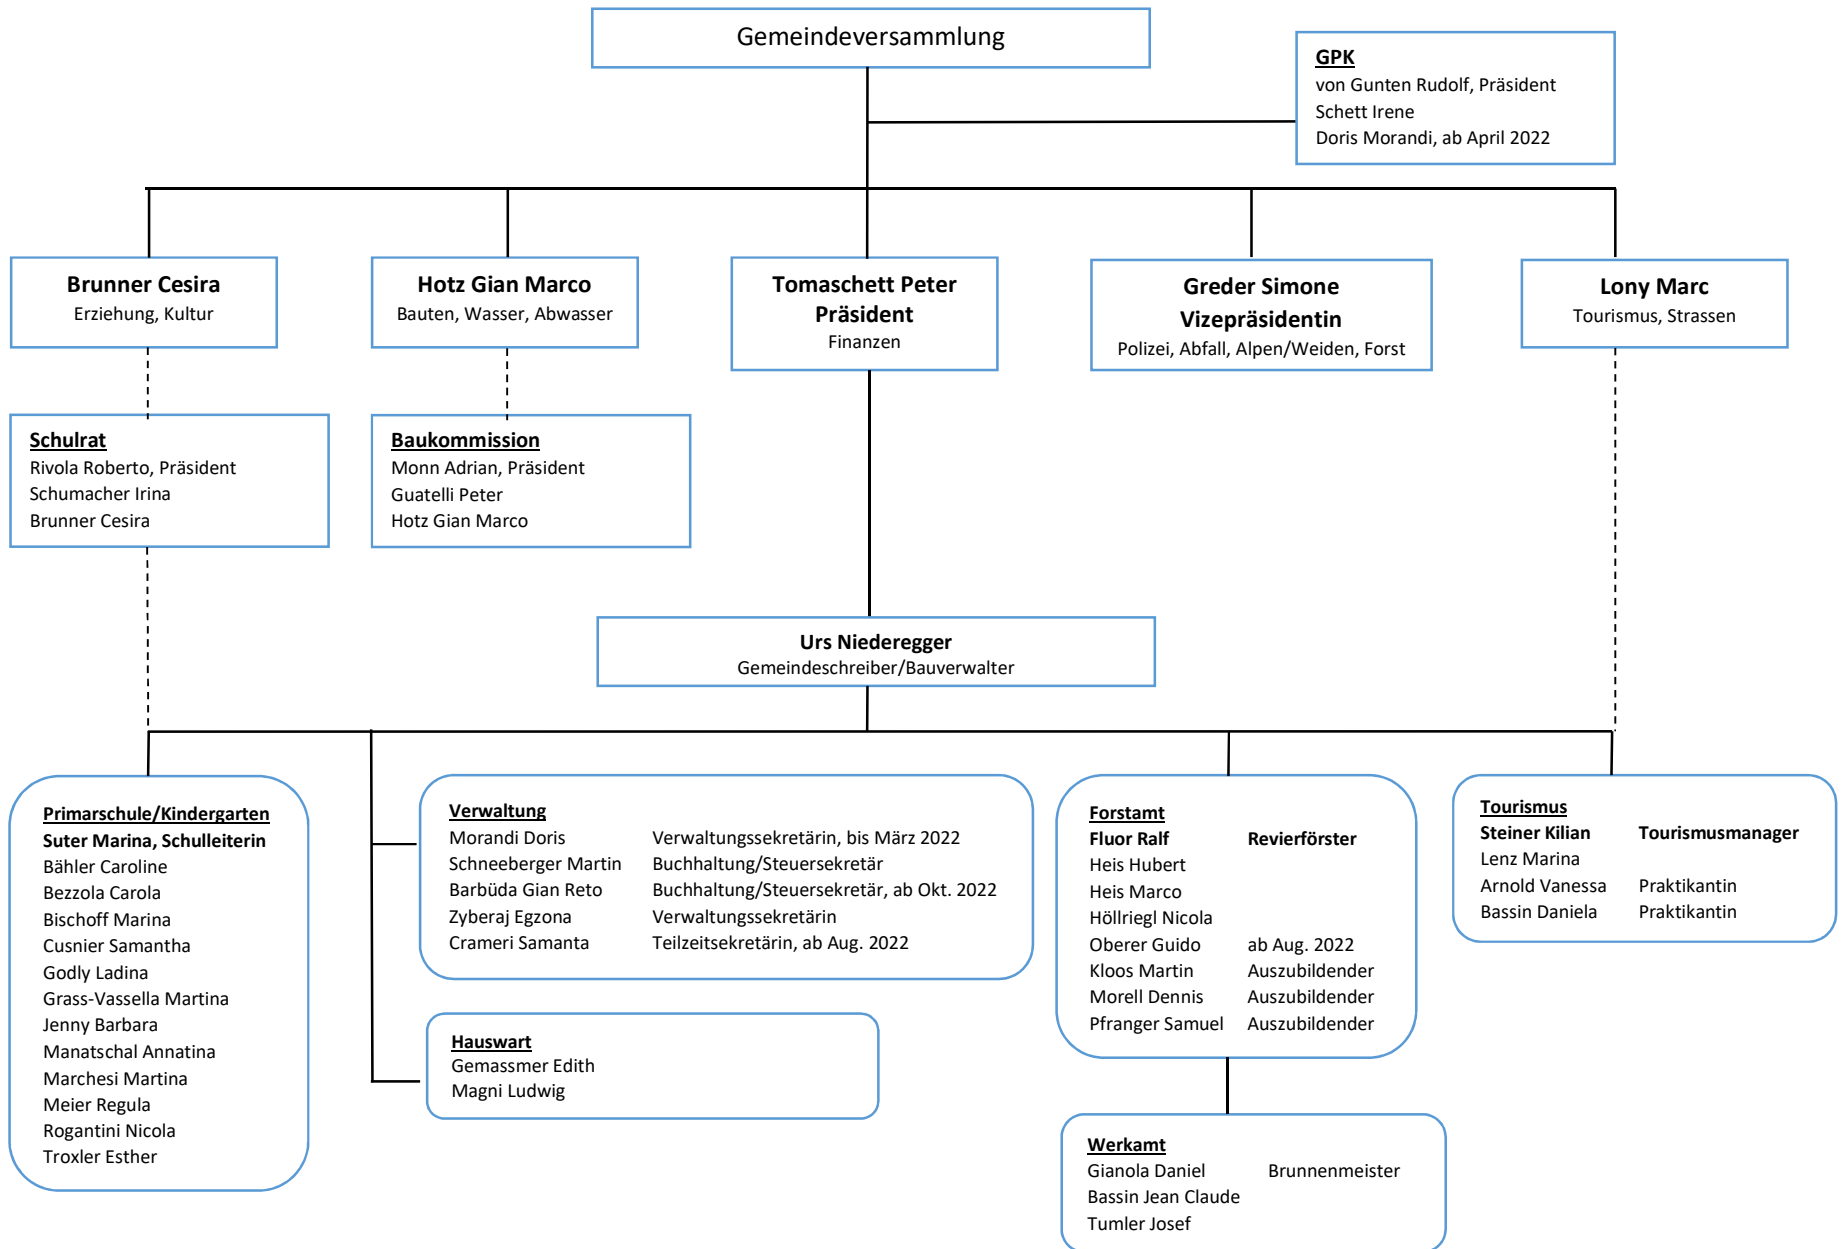 Gemeindeversammlung
GPK
von Gunten Rudolf, Präsident
Schett Irene
Doris Morandi, ab April 2022
Brunner Cesira
Erziehung, Kultur
Hotz Gian Marco
Bauten, Wasser, Abwasser
Tomaschett Peter
Präsident
Finanzen
Greder Simone
Vizepräsidentin
Polizei, Abfall, Alpen/Weiden, Forst
Lony Marc
Tourismus, Strassen
Schulrat
Rivola Roberto, Präsident
Schumacher Irina
Brunner Cesira
Baukommission
Monn Adrian, Präsident
Guatelli Peter
Hotz Gian Marco
Urs Niederegger
Gemeindeschreiber/Bauverwalter
Primarschule/Kindergarten
Suter Marina, Schulleiterin
Bähler Caroline
Bezzola Carola
Bischoff Marina
Cusnier Samantha
Godly Ladina
Grass-Vassella Martina
Jenny Barbara
Manatschal Annatina
Marchesi Martina
Meier Regula
Rogantini Nicola
Troxler Esther
Verwaltung
Morandi Doris Verwaltungssekretärin, bis März 2022
Schneeberger Martin Buchhaltung/Steuersekretär
Barbüda Gian Reto Buchhaltung/Steuersekretär, ab Okt. 2022
Zyberaj Egzona Verwaltungssekretärin
Crameri Samanta Teilzeitsekretärin, ab Aug. 2022
Hauswart
Gemassmer Edith
Magni Ludwig
Forstamt
Fluor Ralf Revierförster
Heis Hubert
Heis Marco
Höllriegl Nicola
Oberer Guido ab Aug. 2022
Kloos Martin Auszubildender
Morell Dennis Auszubildender
Pfranger Samuel Auszubildender
Werkamt
Gianola Daniel Brunnenmeister
Bassin Jean Claude
Tumler Josef
Tourismus
Steiner Kilian Tourismusmanager
Lenz Marina
Arnold Vanessa Praktikantin
Bassin Daniela Praktikantin